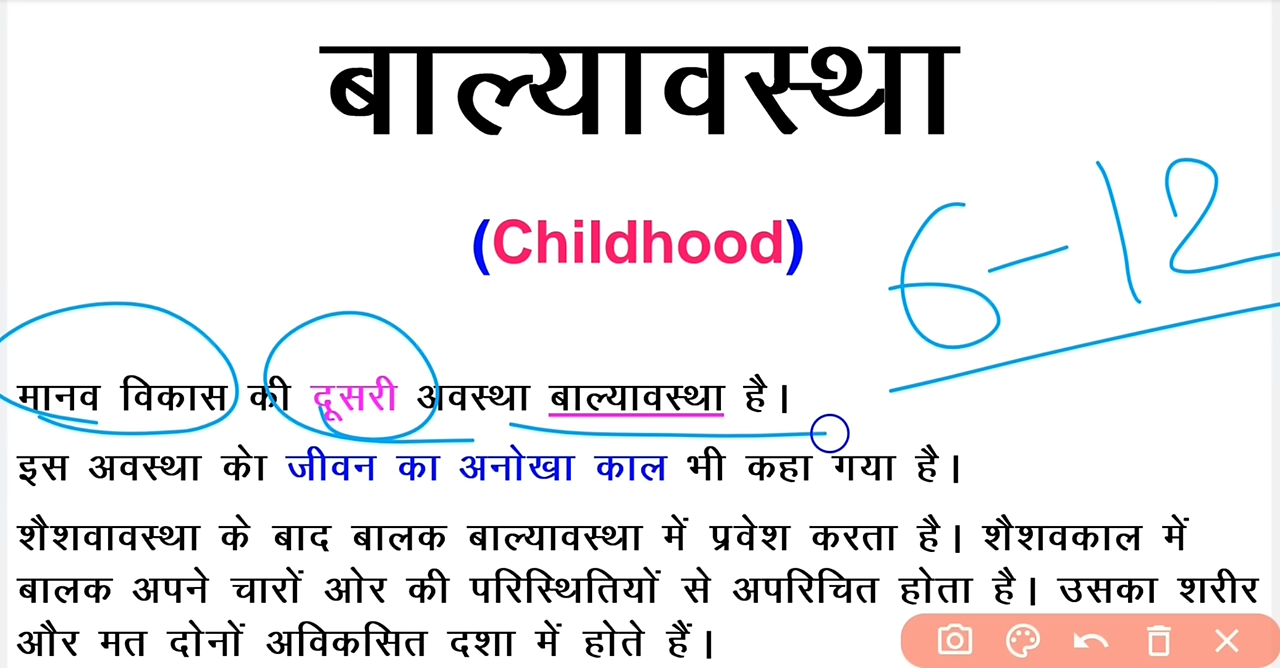 बाल्यावस्था
(Childhood)
6-12
मानव विकास की दूसरी अवस्था बाल्यावस्था है।
इस अवस्था केा जीवन का अनोखा काल भी कहा गया है।
शैशवावस्था के बाद बालक बाल्यावस्था में प्रवेश करता है। शैशवकाल में
बालक अपने चारों ओर की परिस्थितियों से अपरिचित होता है। उसका शरीर
और मत दोनों अविकसित दशा में होते हैं।